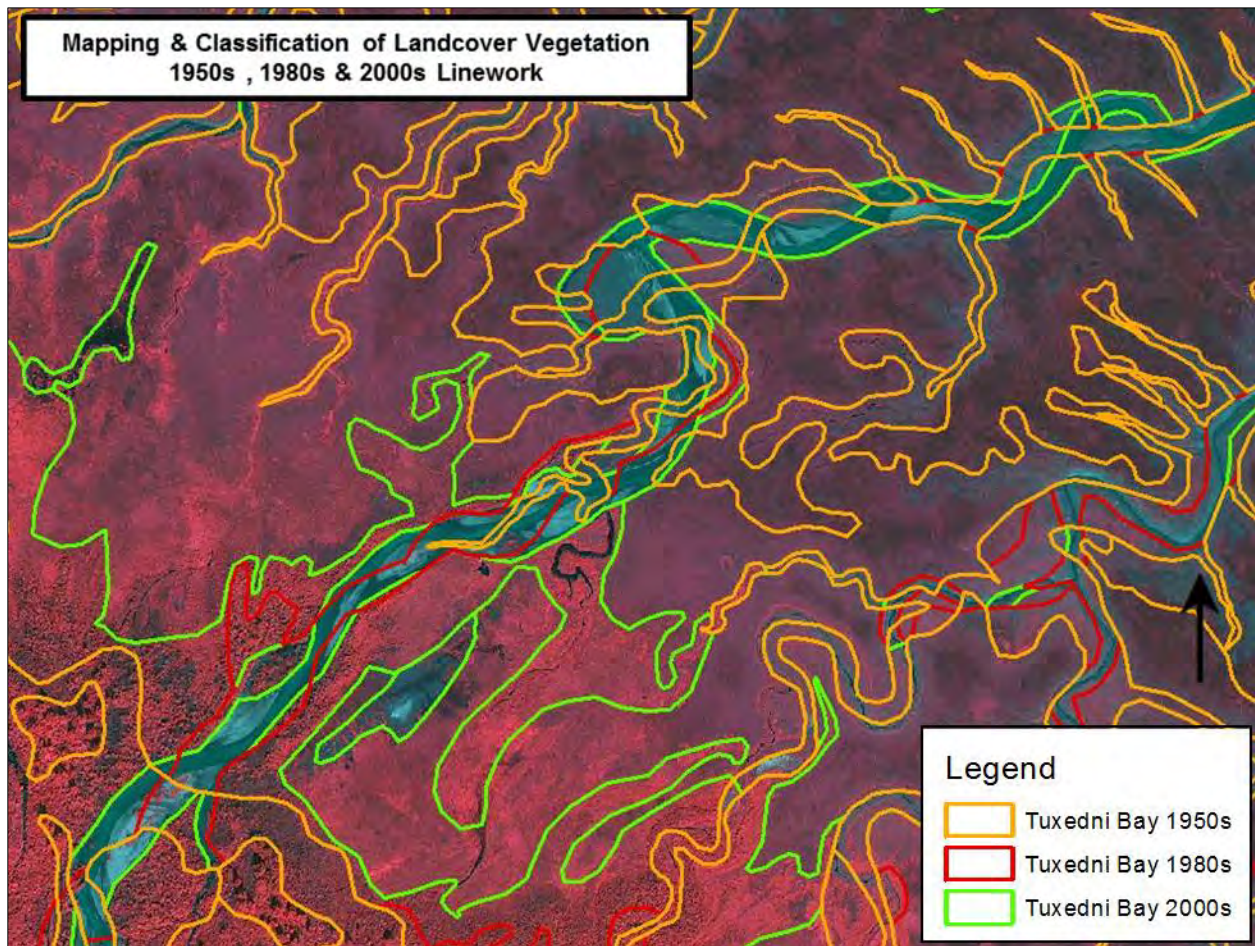 Mapping & Classification of Landcover Vegetation
1950s , 1980s & 2000s Linework
Legend
Tuxedni Bay 1950s
Tuxedni Bay 1980s
Tuxedni Bay 2000s